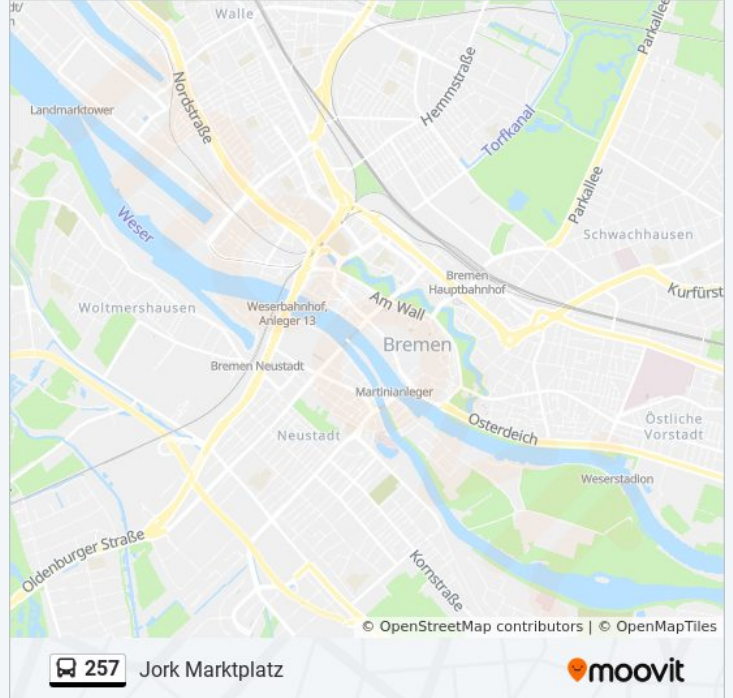 dt/
Walle
Parkallee
Hemmstraße
Nordstraße
Landmarktower
Torfkanal
Parkallee
Weser
Schwachhausen
Bremen
Hauptbahnhof
Kurfürst
Woltmershausen
Weserbahnhof,
Anleger 13
Am Wall
Bremen
Bremen Neustadt
Martinianleger
Neustadt
Osterdeich
Östliche
Vorstadt
Weserstadion
Oldenburger Straße
Kornstraße
© OpenStreetMap contributors | © OpenMapTiles
257 Jork Marktplatz
moovit